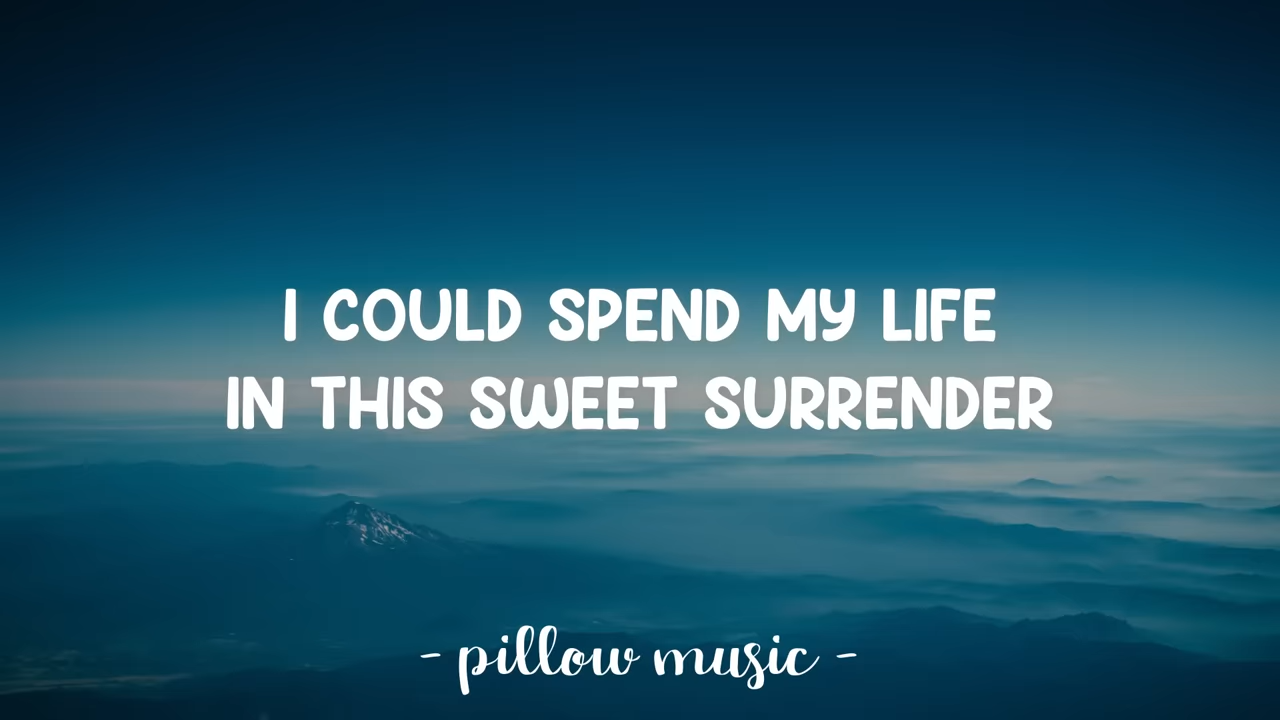 I COULD SPEND MY LIFE
IN THIS SWEET SURRENDER
- pillow music -